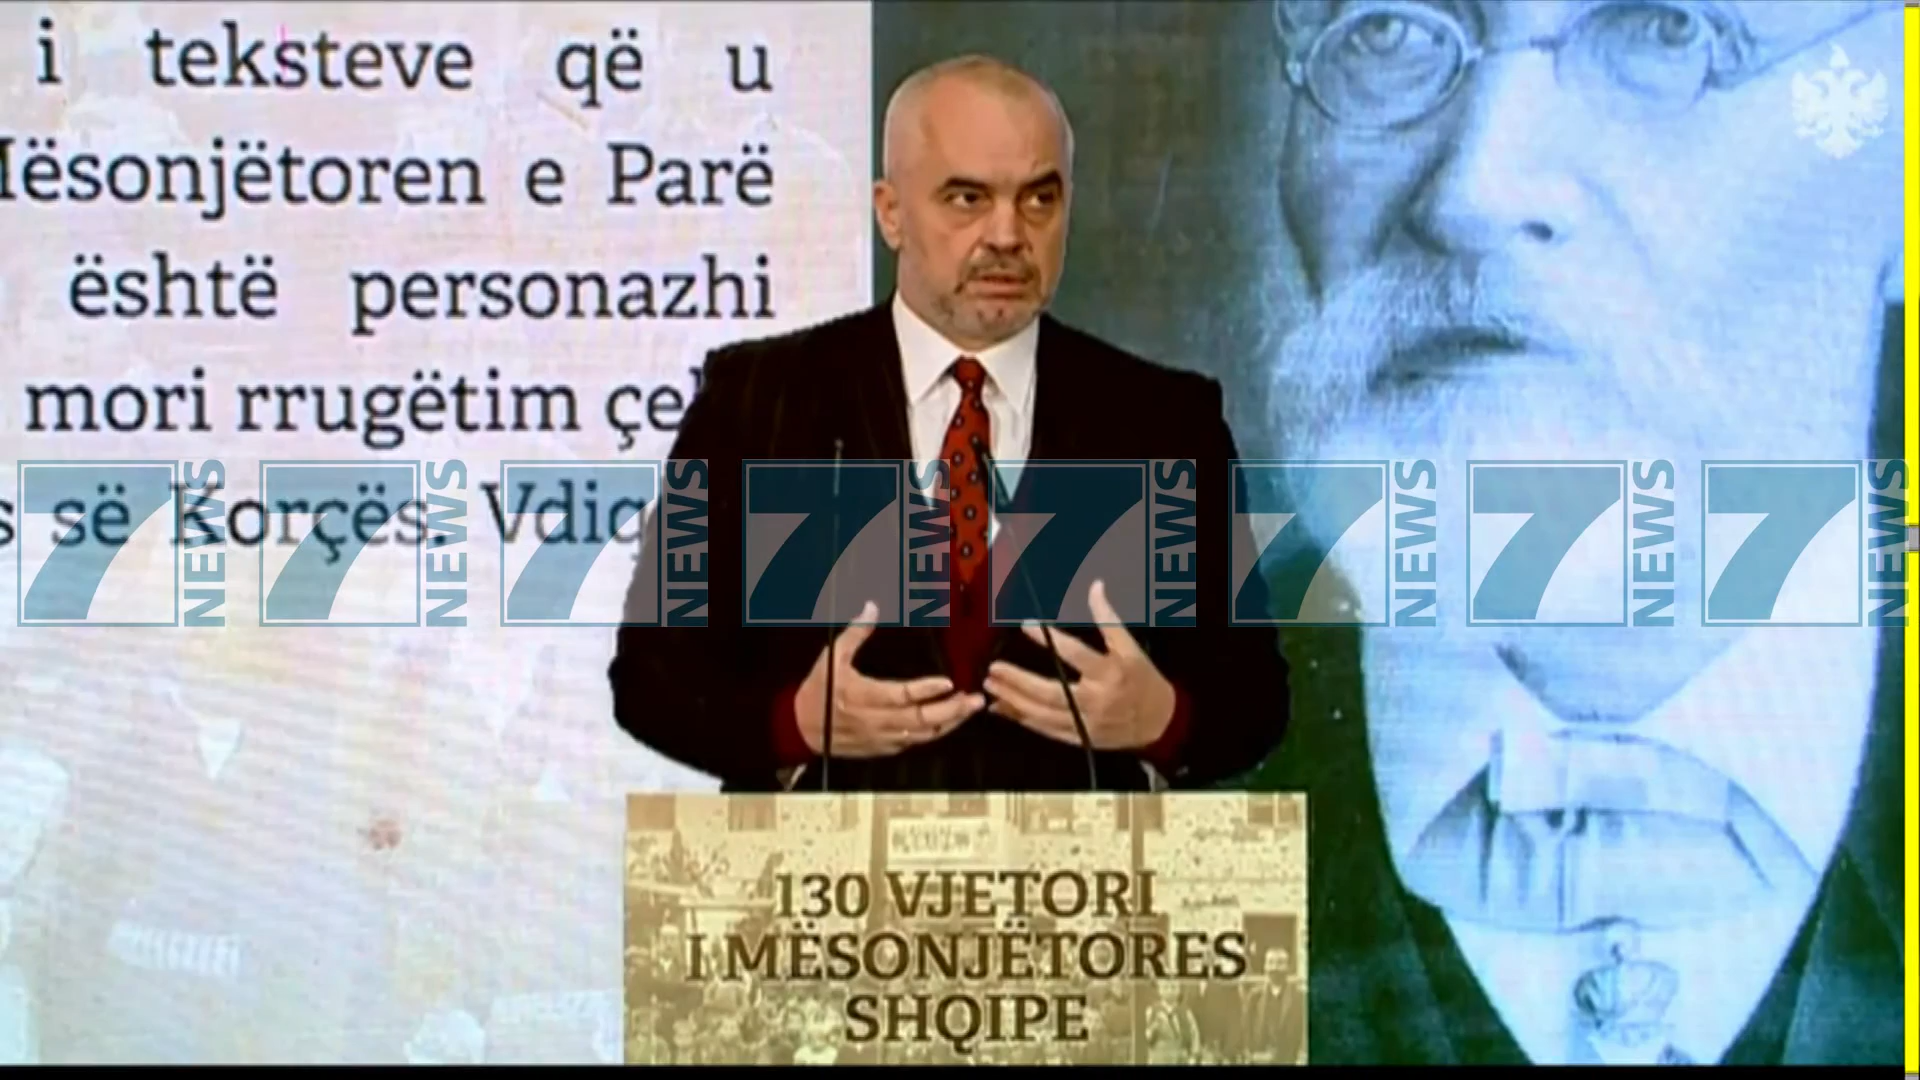 i teksteve që u
Mësonjëtoren e Parë
është personazhi
mori rrugëtim
së Korçës. Vdiq
7 NEWS 7 NEWS 7 NEWS 7 NEWS 7 NEWS 7 NEWS 7 NEWS 7 NEWS
130 VJETORI
I MËSONJËTORES
SHQIPE